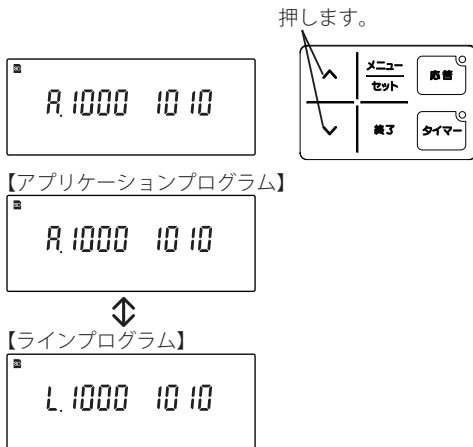 押します。
A.1000 1010
メニュー
セット
応答
終了
タイマー
【アプリケーションプログラム】
A.1000 1010
【ラインプログラム】
L.1000 1010